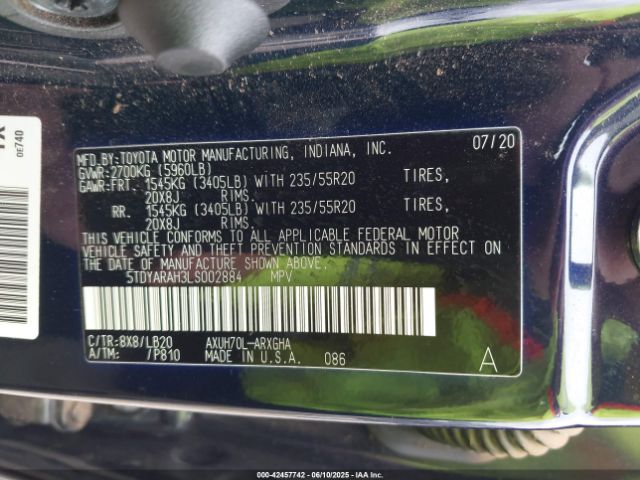 0E740
MFD.BY:TOYOTA MOTOR MANUFACTURING, INDIANA, INC. 07/20
GVWR:2700KG (5960LB)
GAWR:FRT. 1545KG (3405LB) WITH 235/55R20 TIRES,
20X8J RIMS.
RR. 1545KG (3405LB) WITH 235/55R20 TIRES,
20X8J RIMS.
THIS VEHICLE CONFORMS TO ALL APPLICABLE FEDERAL MOTOR
VEHICLE SAFETY AND THEFT PREVENTION STANDARDS IN EFFECT ON
THE DATE OF MANUFACTURE SHOWN ABOVE.
5TDYARAH3LS002884 MPV
C/TR:8X8/LB20 AXUH70L-ARXGHA
A/TM: /P810 MADE IN U.S.A. 086 A
000-42457742 - 06/10/2025 - IAAI.COM